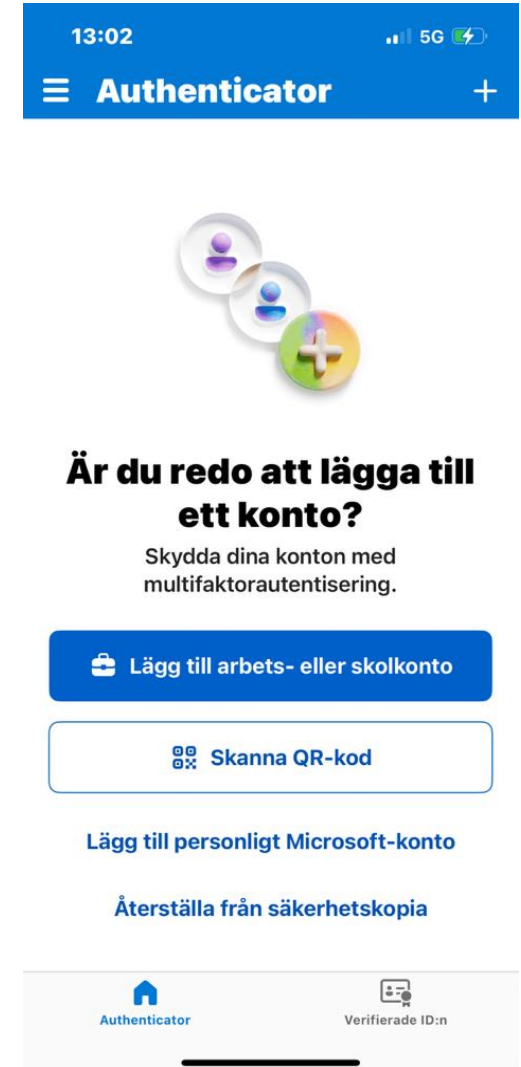 13:02
5G
Authenticator
Är du redo att lägga till
ett konto?
Skydda dina konton med
multifaktorautentisering.
Lägg till arbets- eller skolkonto
Skanna QR-kod
Lägg till personligt Microsoft-konto
Återställa från säkerhetskopia
Authenticator
Verifierade ID:n